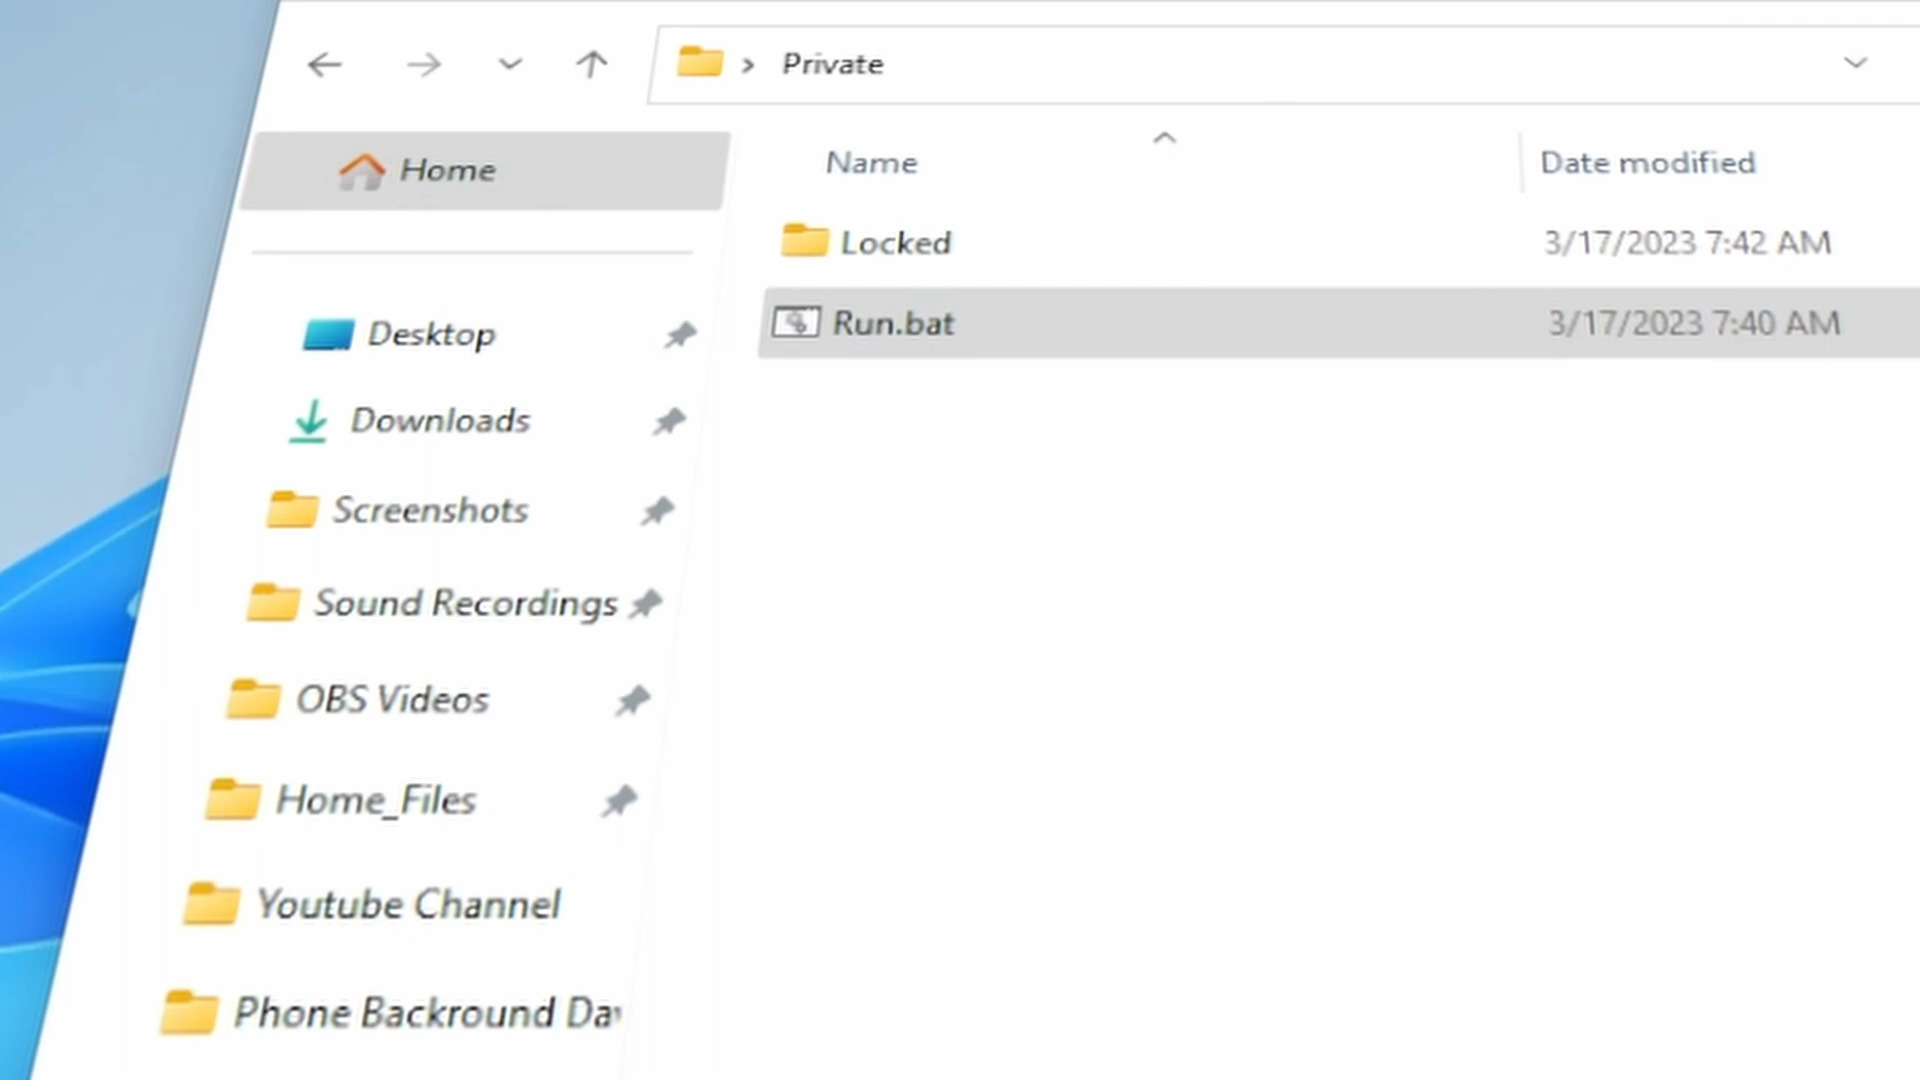 Private
Home
Name
Date modified
Locked
3/17/2023 7:42 AM
Run.bat
3/17/2023 7:40 AM
Desktop
Downloads
Screenshots
Sound Recordings
OBS Videos
Home_Files
Youtube Channel
Phone Backround